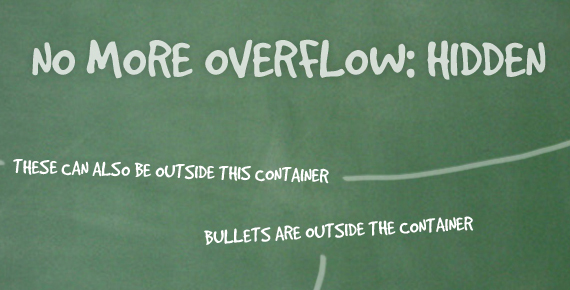 NO MORE OVERFLOW: HIDDEN
THESE CAN ALSO BE OUTSIDE THIS CONTAINER
BULLETS ARE OUTSIDE THE CONTAINER